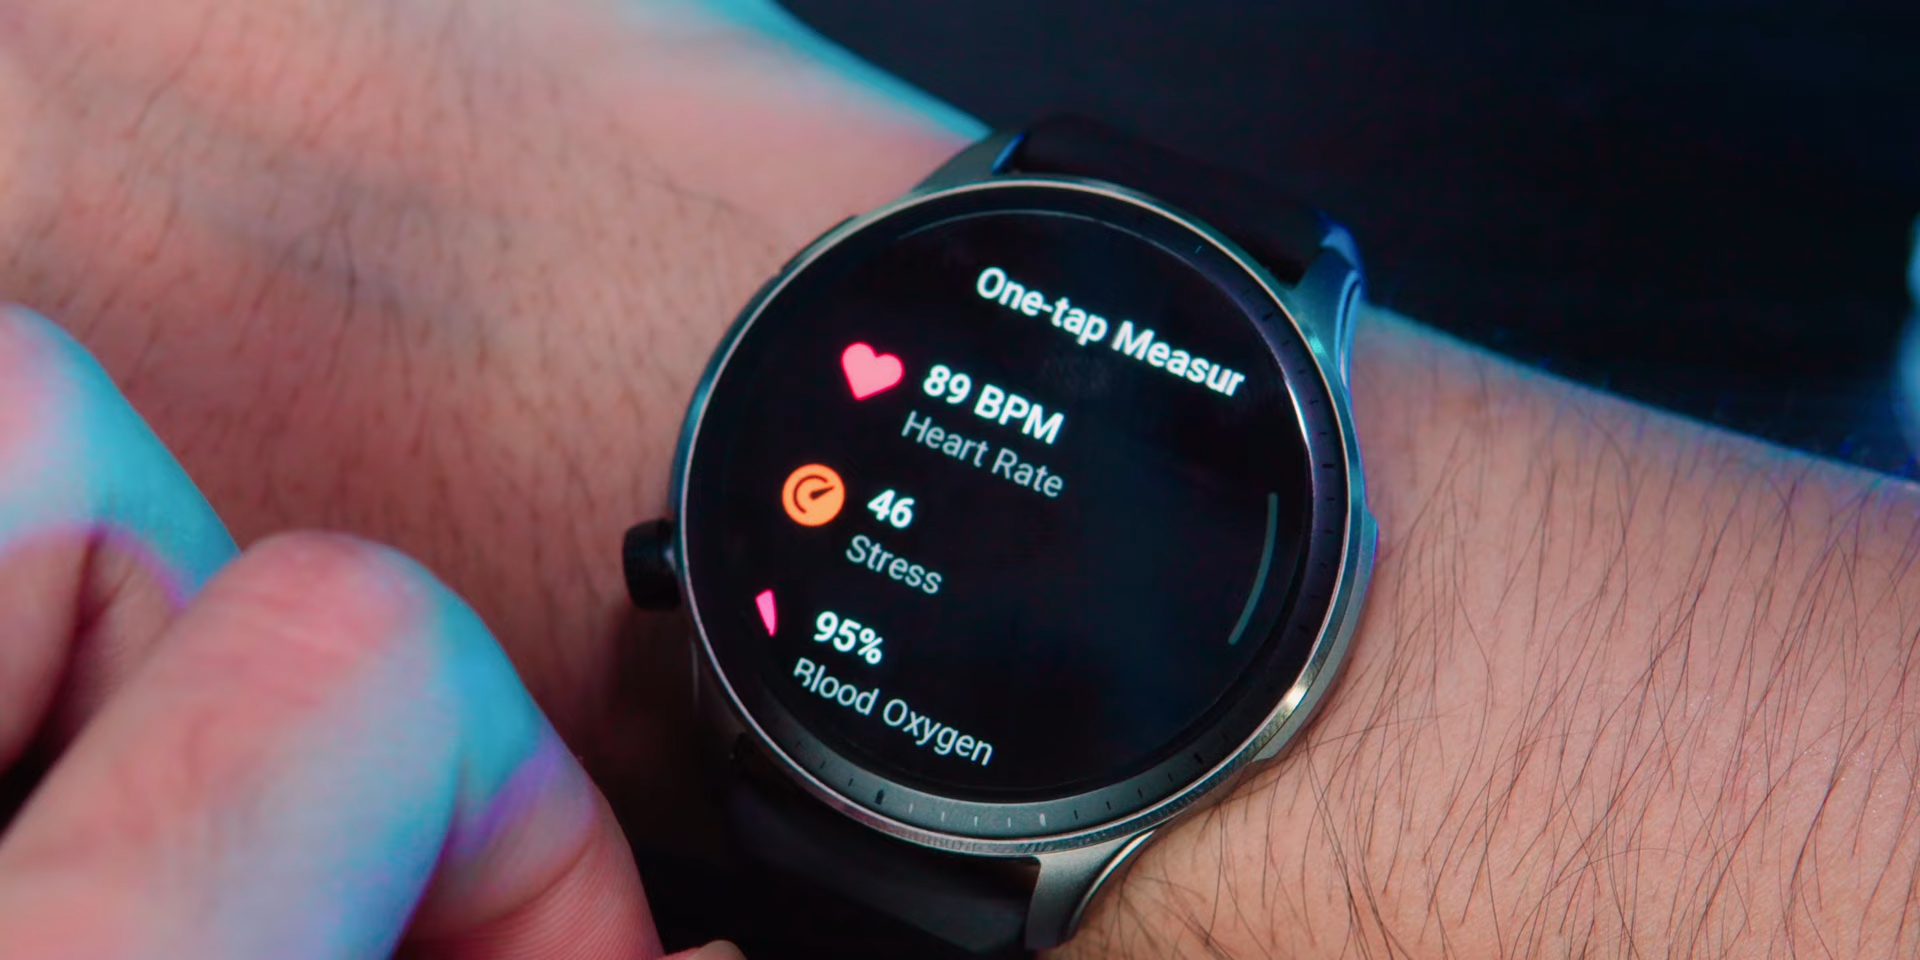 One-tap Measur
89 BPM
Heart Rate
46
Stress
95%
Blood Oxygen